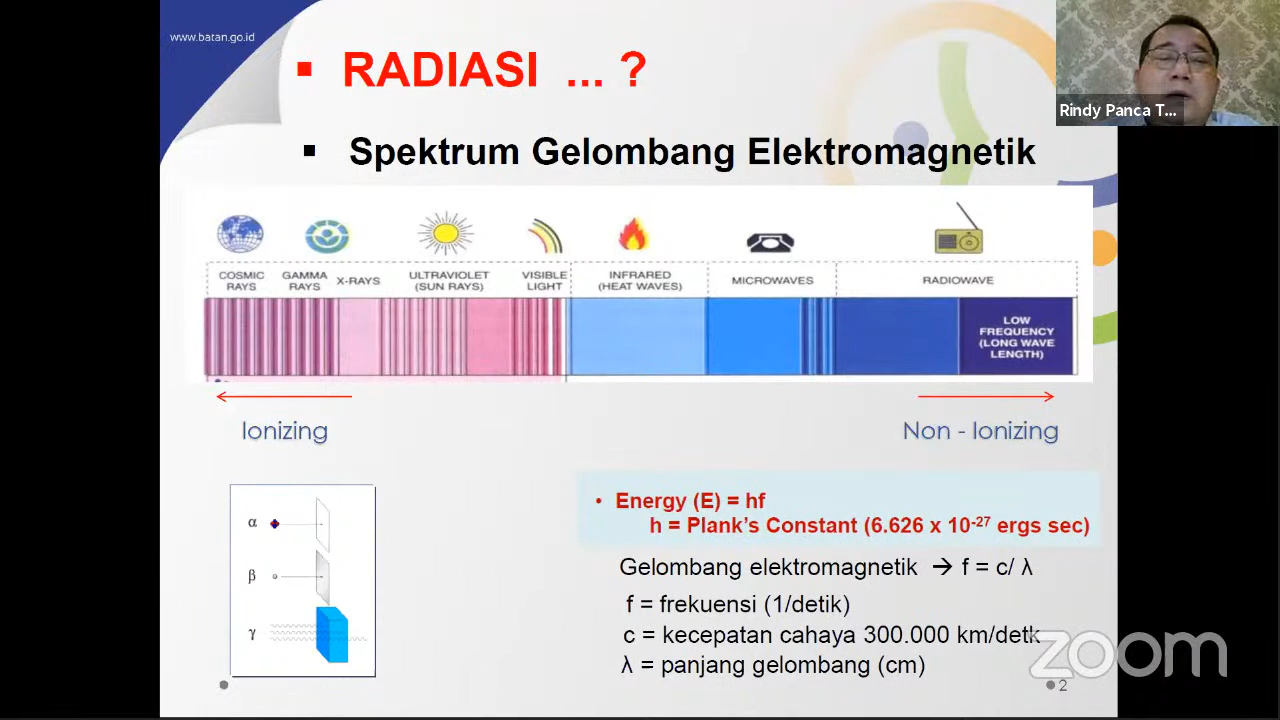 www.batan.go.id
▪ RADIASI ... ?
Rindy Panca T...
▪ Spektrum Gelombang Elektromagnetik
COSMIC RAYS
GAMMA RAYS
X-RAYS
ULTRAVIOLET (SUN RAYS)
VISIBLE LIGHT
INFRARED (HEAT WAVES)
MICROWAVES
RADIOWAVE
LOW
FREQUENCY
(LONG WAVE
LENGTH)
Ionizing
Non - Ionizing
α
β
γ
• Energy (E) = hf
h = Plank’s Constant (6.626 x 10⁻²⁷ ergs sec)
Gelombang elektromagnetik → f = c/ λ
f = frekuensi (1/detik)
c = kecepatan cahaya 300.000 km/detk
λ = panjang gelombang (cm)
zoom
2